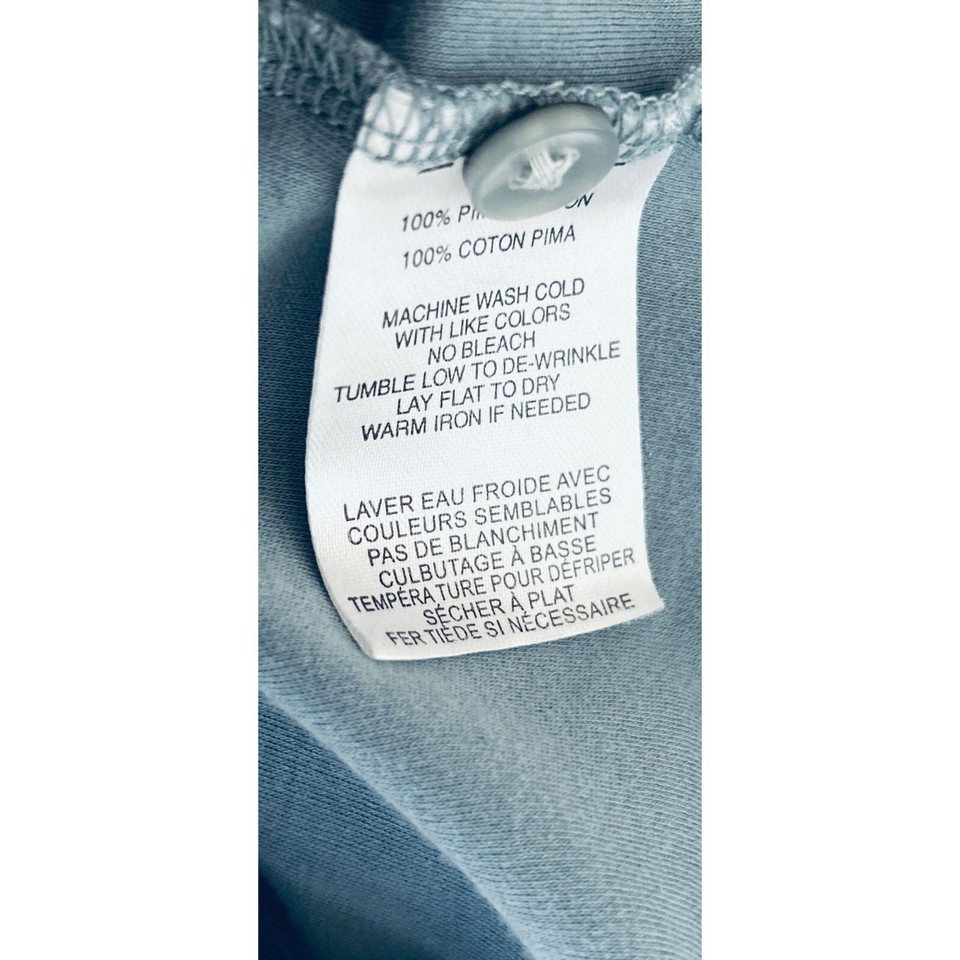 100%
100% COTON PIMA
MACHINE WASH COLD
WITH LIKE COLORS
NO BLEACH
TUMBLE LOW TO DE-WRINKLE
LAY FLAT TO DRY
WARM IRON IF NEEDED
LAVER EAU FROIDE AVEC
COULEURS SEMBLABLES
PAS DE BLANCHIMENT
CULBUTAGE À BASSE
TEMPÉRATURE POUR DÉFRIPER
SÉCHER À PLAT
FER TIÈDE SI NÉCESSAIRE